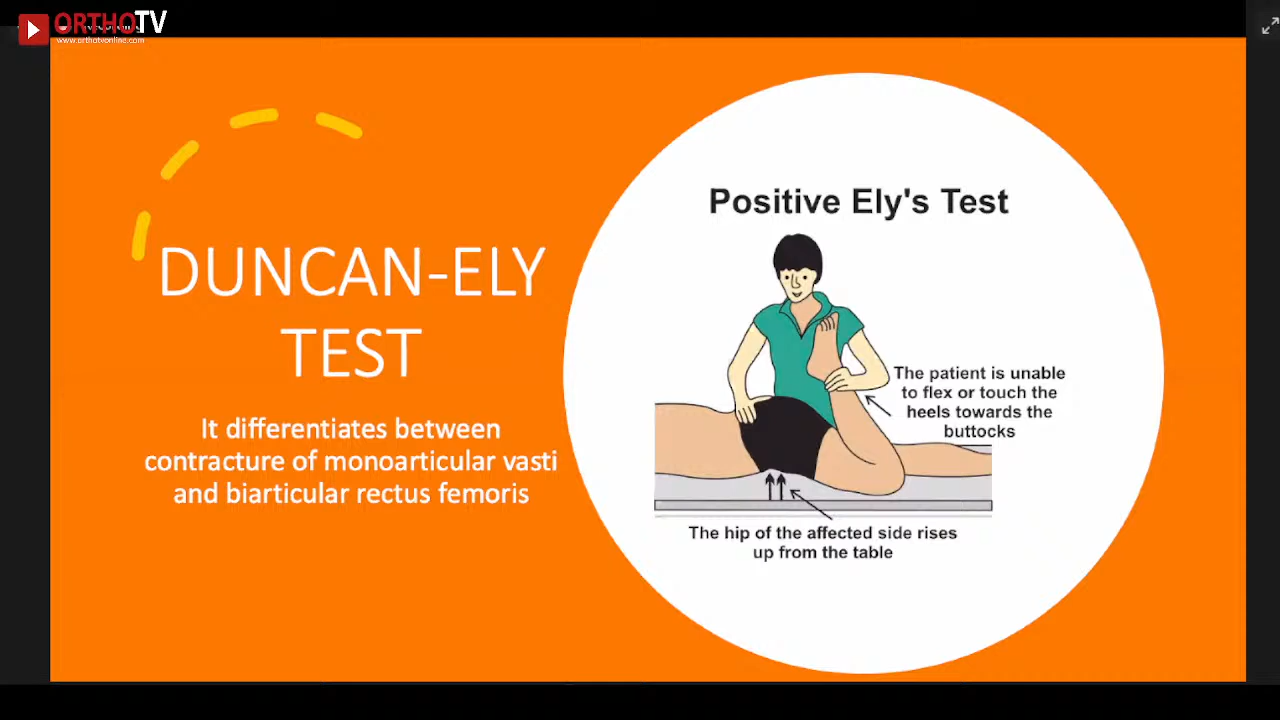 ORTHOTV
www.orthotvonline.com
DUNCAN-ELY
TEST
It differentiates between
contracture of monoarticular vasti
and biarticular rectus femoris
Positive Ely's Test
The patient is unable
to flex or touch the
heels towards the
buttocks
The hip of the affected side rises
up from the table